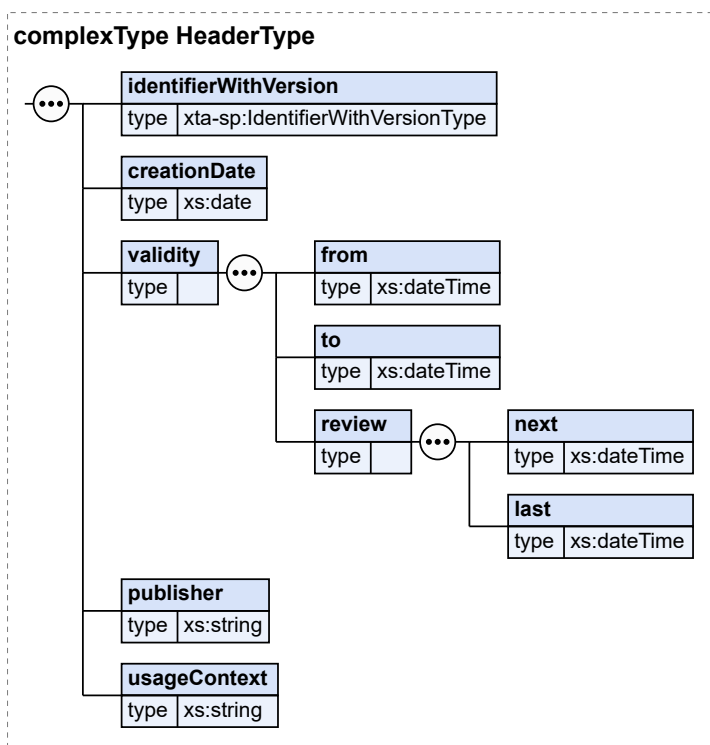 complexType HeaderType
identifierWithVersion
type xta-sp:IdentifierWithVersionType
creationDate
type xs:date
validity
type
from
type xs:dateTime
to
type xs:dateTime
review
type
next
type xs:dateTime
last
type xs:dateTime
publisher
type xs:string
usageContext
type xs:string